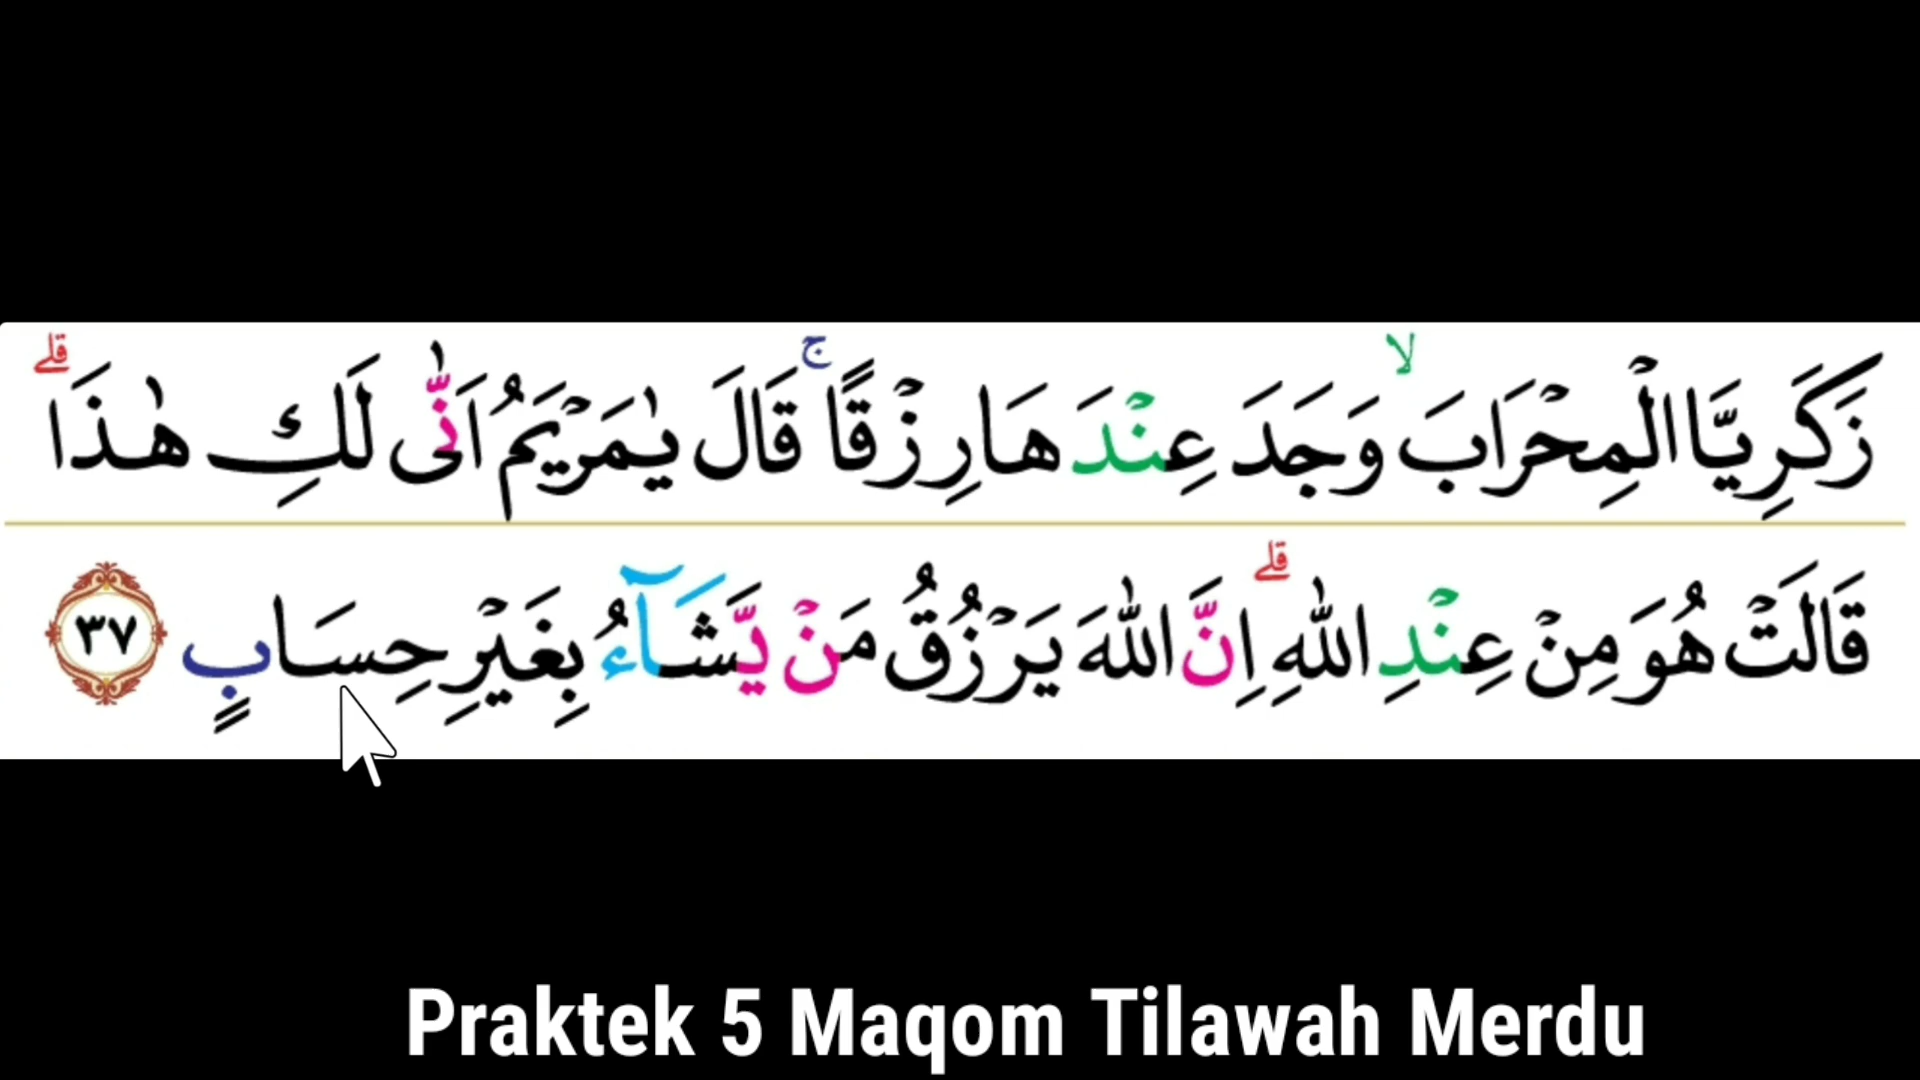 زَكَرِيَّا الْمِحْرَابَۙ وَجَدَ عِنْدَهَا رِزْقًاۚ قَالَ يٰمَرْيَمُ اَنّٰى لَكِ هٰذَاۗ
قَالَتْ هُوَ مِنْ عِنْدِ اللّٰهِۗ اِنَّ اللّٰهَ يَرْزُقُ مَنْ يَّشَاۤءُ بِغَيْرِ حِسَابٍ ٣٧
Praktek 5 Maqom Tilawah Merdu